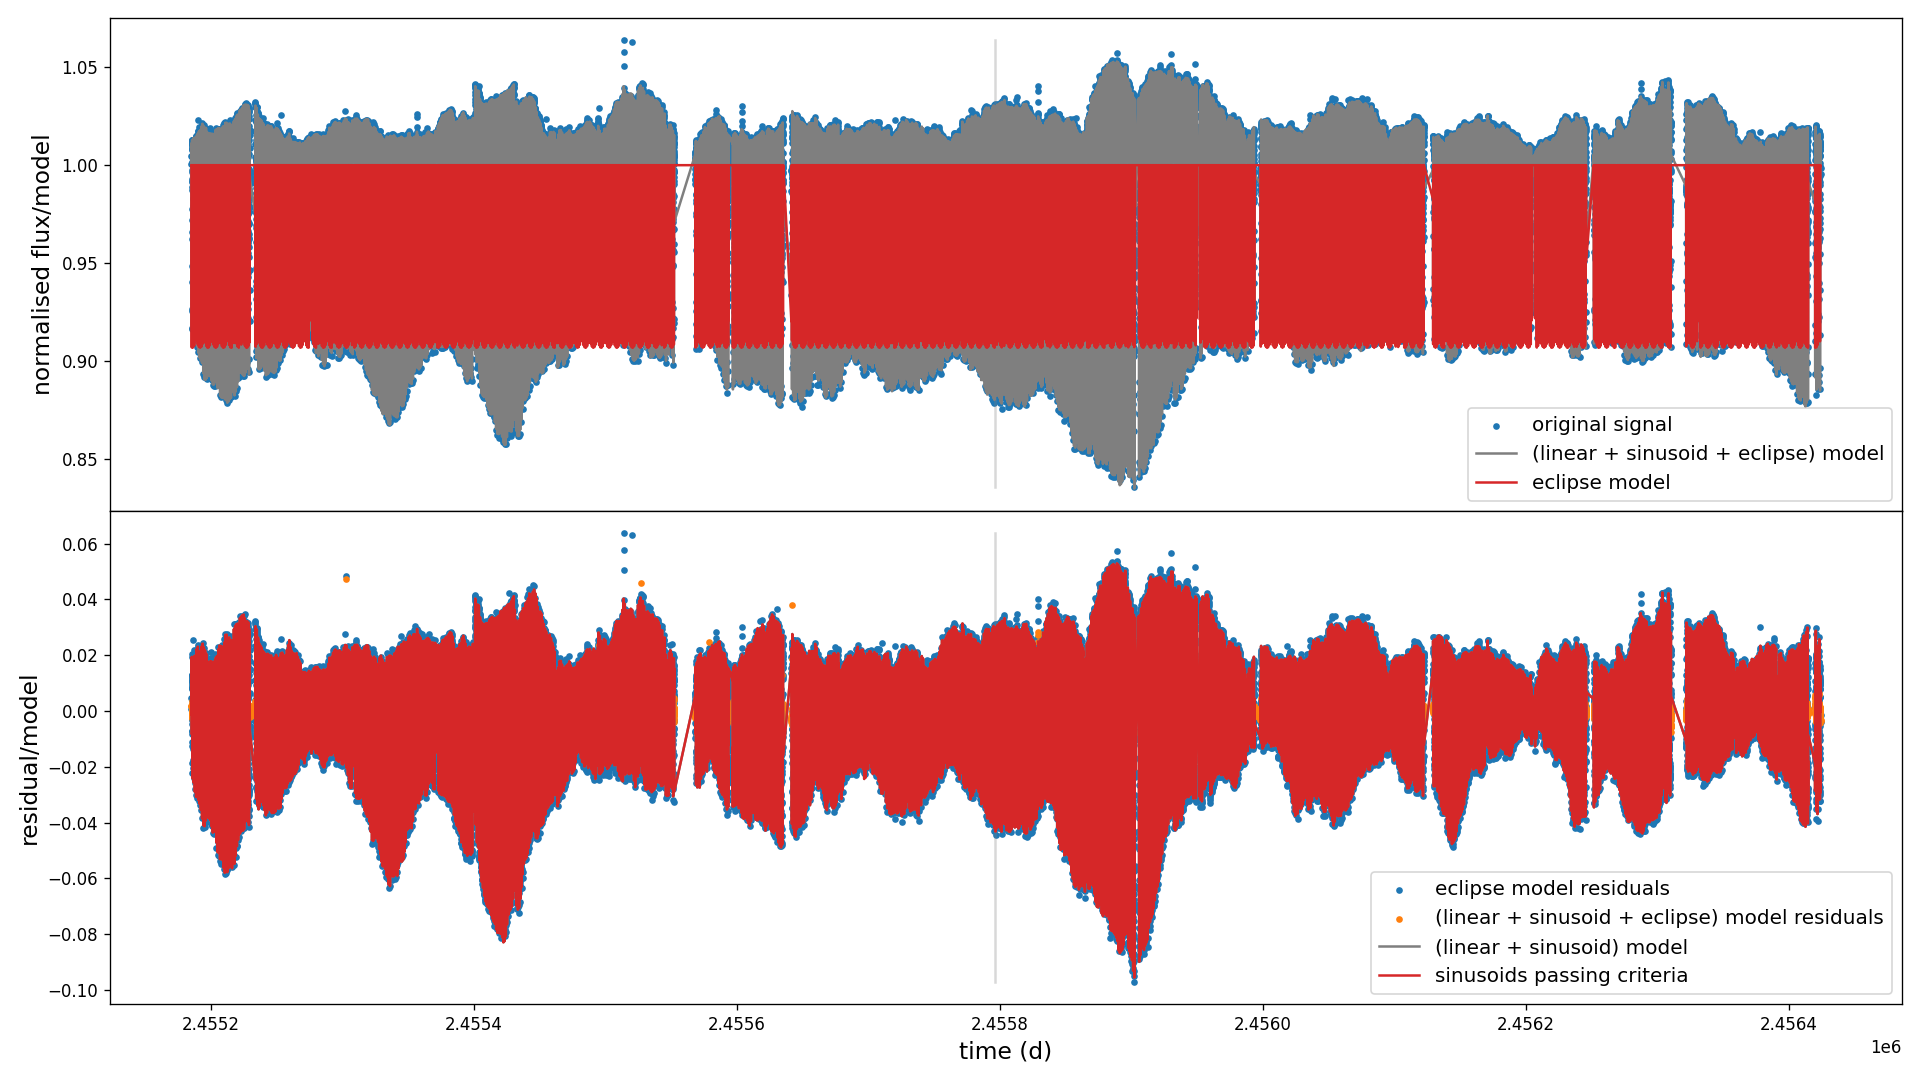 normalised flux/model
1.05
1.00
0.95
0.90
0.85
original signal
(linear + sinusoid + eclipse) model
eclipse model
residual/model
0.06
0.04
0.02
0.00
−0.02
−0.04
−0.06
−0.08
−0.10
eclipse model residuals
(linear + sinusoid + eclipse) model residuals
(linear + sinusoid) model
sinusoids passing criteria
2.4552 2.4554 2.4556 2.4558 2.4560 2.4562 2.4564
1e6
time (d)